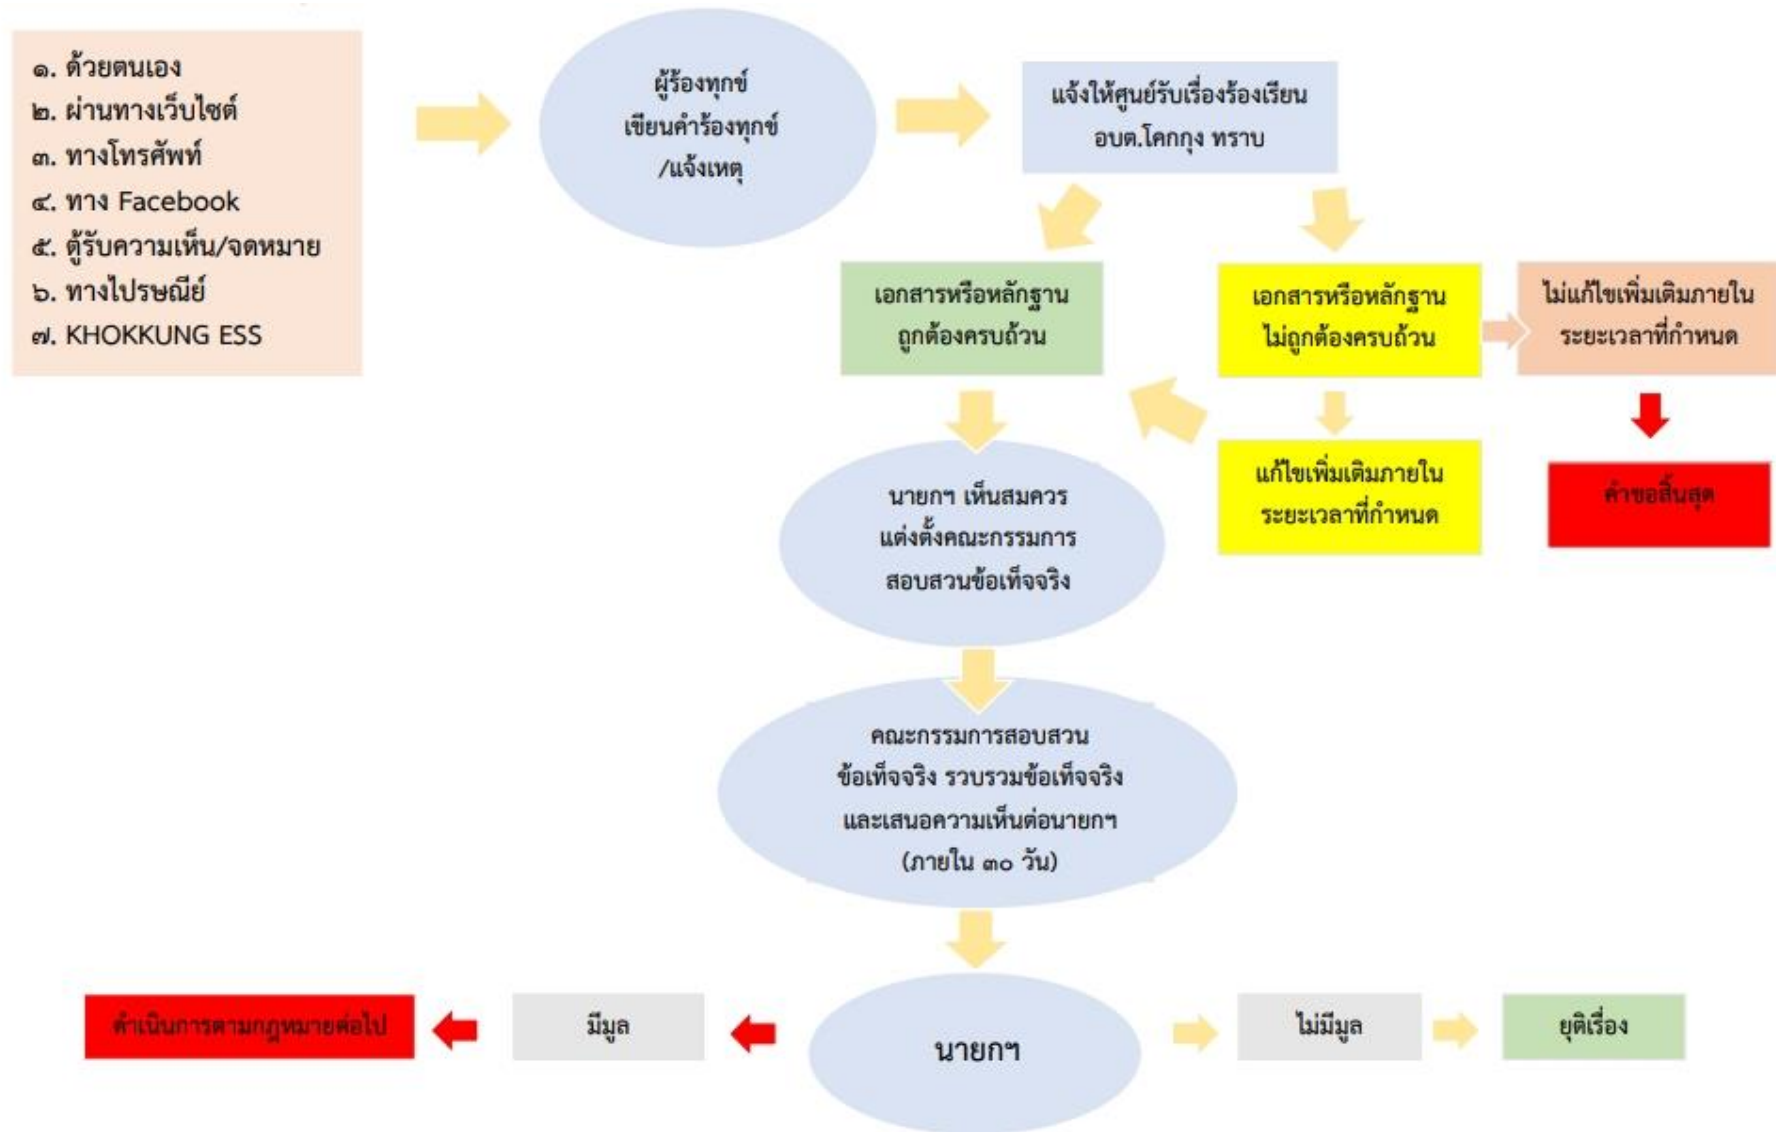 ๑. ด้วยตนเอง
๒. ผ่านทางเว็บไซต์
๓. ทางโทรศัพท์
๔. ทาง Facebook
๕. ตู้รับความเห็น/จดหมาย
๖. ทางไปรษณีย์
๗. KHOKKUNG ESS
ผู้ร้องทุกข์
เขียนคำร้องทุกข์
/แจ้งเหตุ
แจ้งให้ศูนย์รับเรื่องร้องเรียน
อบต.โคกกุง ทราบ
เอกสารหรือหลักฐาน
ถูกต้องครบถ้วน
เอกสารหรือหลักฐาน
ไม่ถูกต้องครบถ้วน
ไม่แก้ไขเพิ่มเติมภายใน
ระยะเวลาที่กำหนด
แก้ไขเพิ่มเติมภายใน
ระยะเวลาที่กำหนด
คำขอสิ้นสุด
นายกฯ เห็นสมควร
แต่งตั้งคณะกรรมการ
สอบสวนข้อเท็จจริง
คณะกรรมการสอบสวน
ข้อเท็จจริง รวบรวมข้อเท็จจริง
และเสนอความเห็นต่อนายกฯ
(ภายใน ๓๐ วัน)
ดำเนินการตามกฎหมายต่อไป
มีมูล
นายกฯ
ไม่มีมูล
ยุติเรื่อง